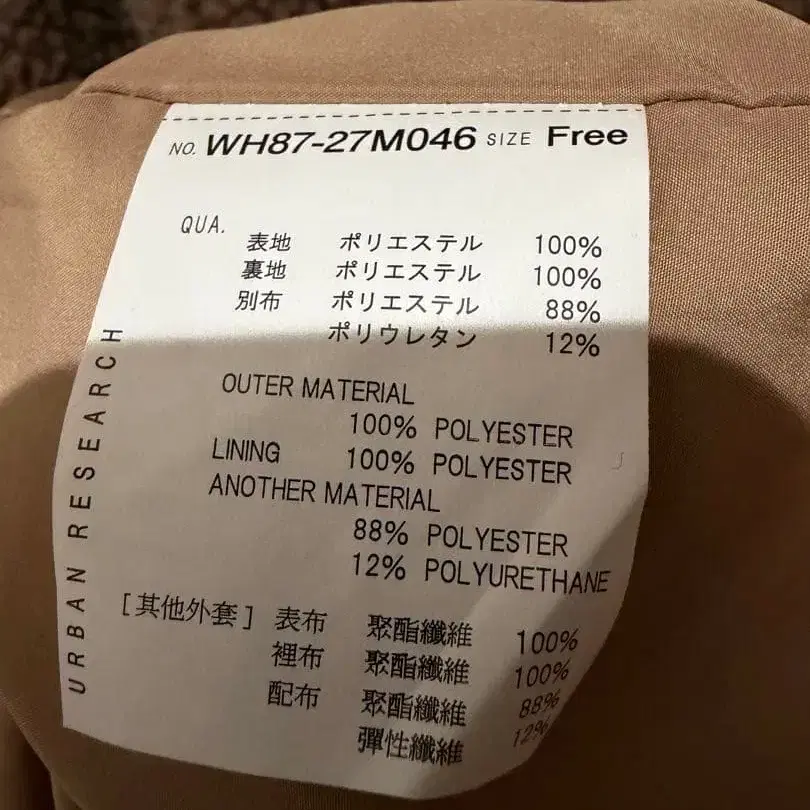 NO. WH87-27M046 SIZE Free
QUA.
表地 ポリエステル 100%
裏地 ポリエステル 100%
別布 ポリエステル 88%
ポリウレタン 12%
OUTER MATERIAL
100% POLYESTER
LINING 100% POLYESTER
ANOTHER MATERIAL
88% POLYESTER
12% POLYURETHANE
[其他外套] 表布 聚酯纖維 100%
裡布 聚酯纖維 100%
配布 聚酯纖維 88%
彈性纖維 12%
URBAN RESEARCH